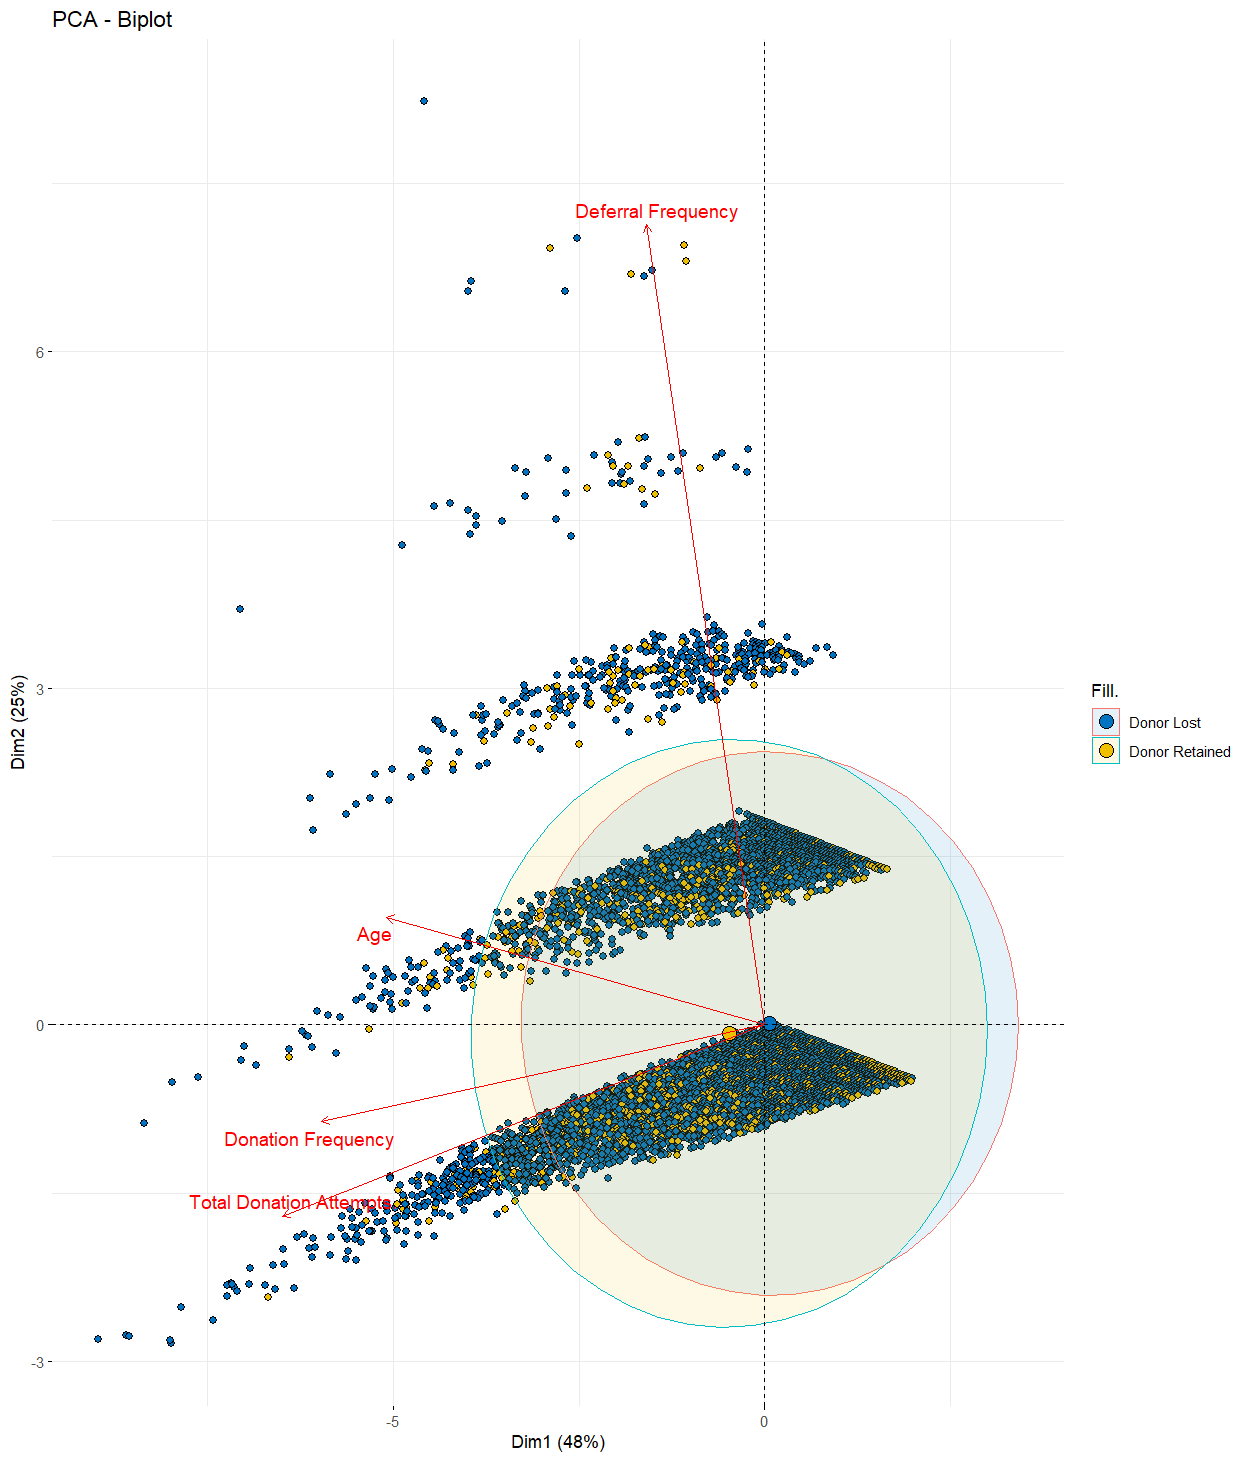 PCA - Biplot
Deferral Frequency
6
3
Dim2 (25%)
Fill.
Donor Lost
Donor Retained
Age
0
Donation Frequency
Total Donation Attempts
-3
-5
0
Dim1 (48%)